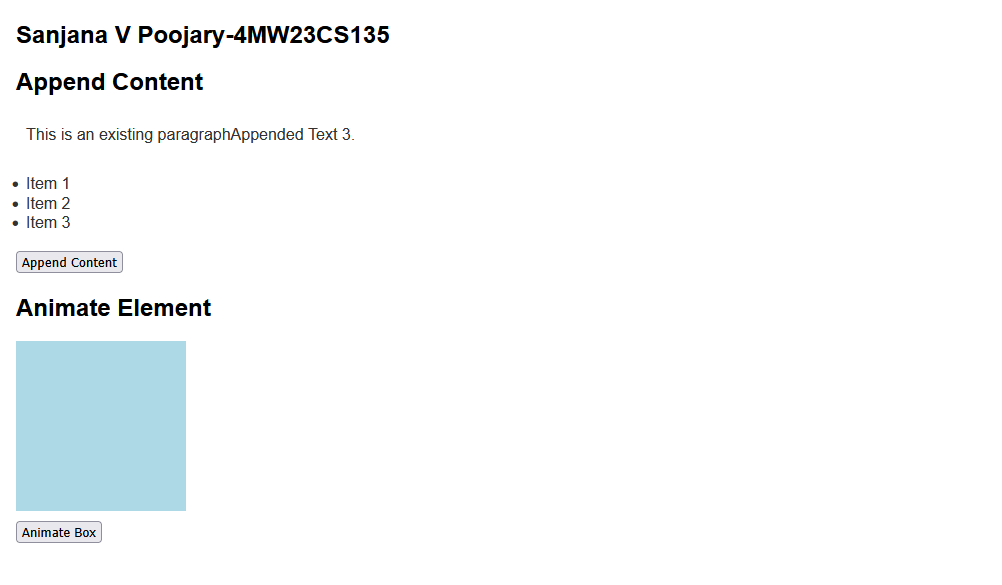 Sanjana V Poojary-4MW23CS135
Append Content
This is an existing paragraphAppended Text 3.
Item 1
Item 2
Item 3
Append Content
Animate Element
Animate Box